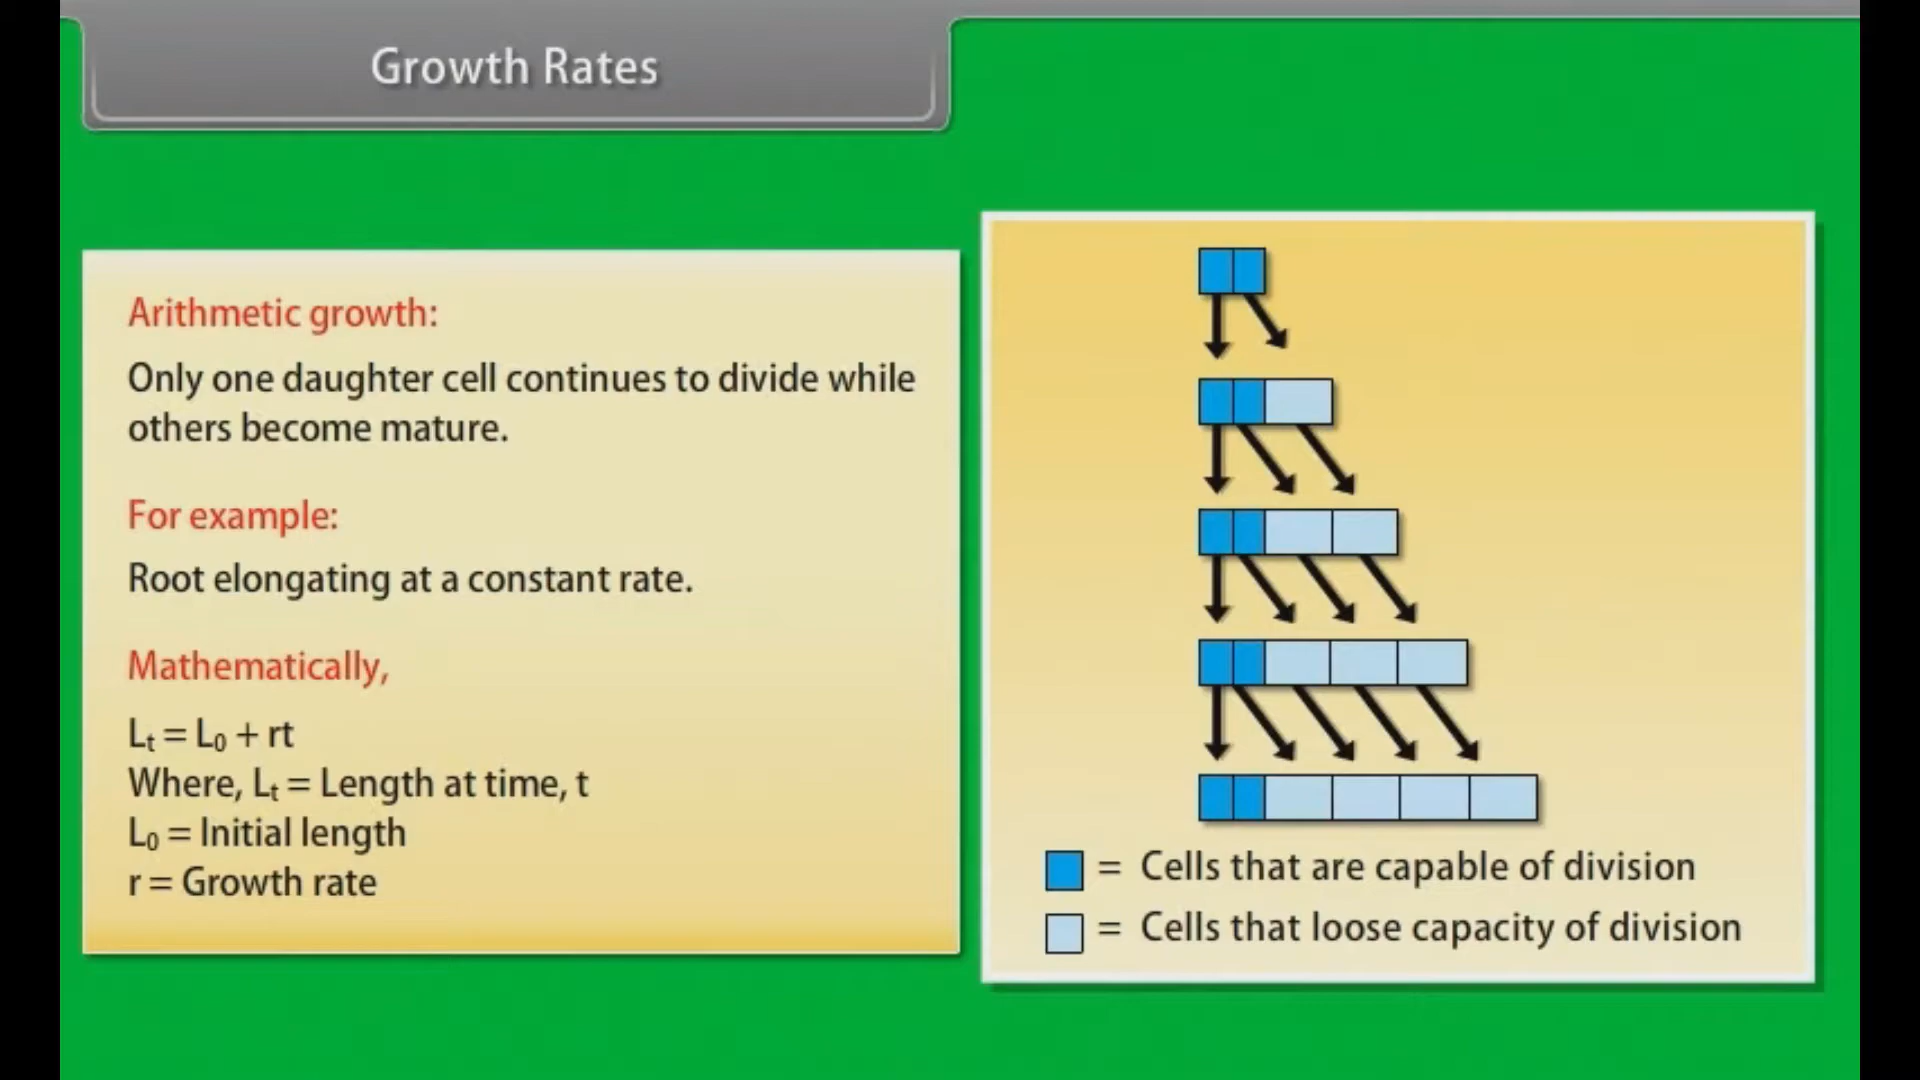 Growth Rates
Arithmetic growth:
Only one daughter cell continues to divide while
others become mature.
For example:
Root elongating at a constant rate.
Mathematically,
Lₜ = L₀ + rt
Where, Lₜ = Length at time, t
L₀ = Initial length
r = Growth rate
= Cells that are capable of division
= Cells that loose capacity of division